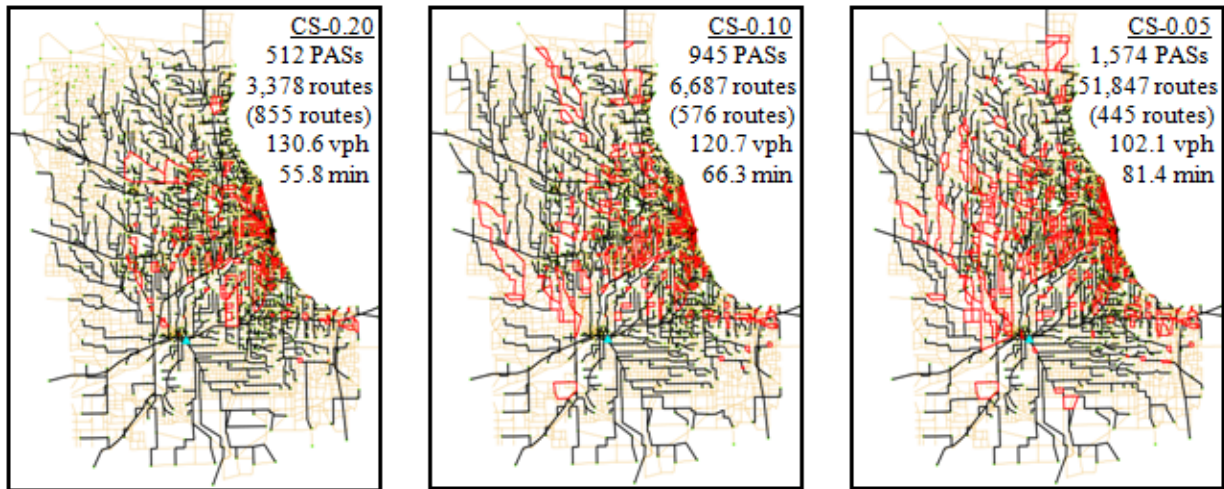 CS-0.20
512 PASs
3,378 routes
(855 routes)
130.6 vph
55.8 min
CS-0.10
945 PASs
6,687 routes
(576 routes)
120.7 vph
66.3 min
CS-0.05
1,574 PASs
51,847 routes
(445 routes)
102.1 vph
81.4 min